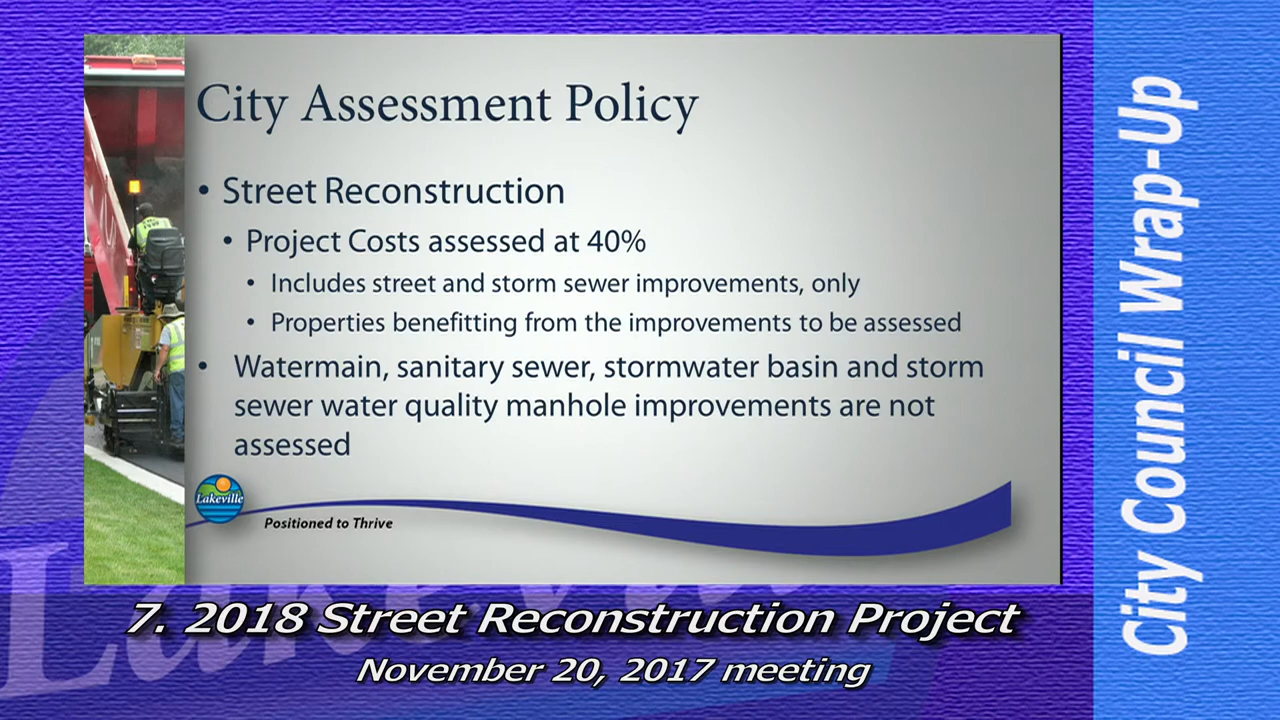 City Assessment Policy
• Street Reconstruction
• Project Costs assessed at 40%
• Includes street and storm sewer improvements, only
• Properties benefitting from the improvements to be assessed
• Watermain, sanitary sewer, stormwater basin and storm
sewer water quality manhole improvements are not
assessed
Lakeville
Positioned to Thrive
7. 2018 Street Reconstruction Project
November 20, 2017 meeting
City Council Wrap-Up
Lakeville